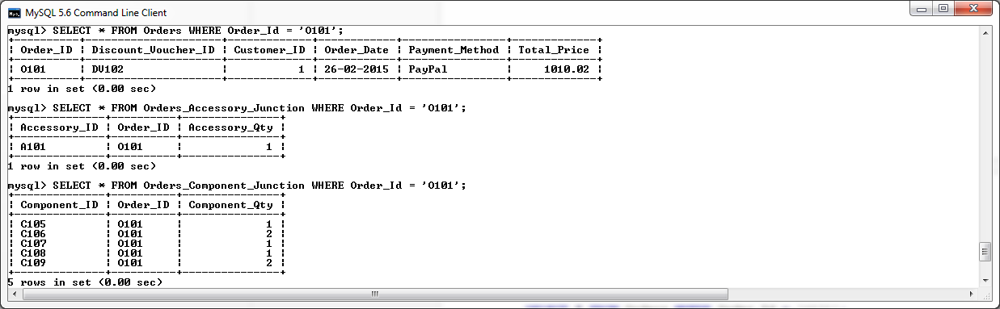 MySQL 5.6 Command Line Client
mysql> SELECT * FROM Orders WHERE Order_Id = 'O101';
+----------+---------------------+-------------+------------+----------------+-------------+
| Order_ID | Discount_Voucher_ID | Customer_ID | Order_Date | Payment_Method | Total_Price |
+----------+---------------------+-------------+------------+----------------+-------------+
| O101     | DV102               |           1 | 26-02-2015 | PayPal         |     1010.02 |
+----------+---------------------+-------------+------------+----------------+-------------+
1 row in set (0.00 sec)
mysql> SELECT * FROM Orders_Accessory_Junction WHERE Order_Id = 'O101';
+--------------+----------+---------------+
| Accessory_ID | Order_ID | Accessory_Qty |
+--------------+----------+---------------+
| A101         | O101     |             1 |
+--------------+----------+---------------+
1 row in set (0.00 sec)
mysql> SELECT * FROM Orders_Component_Junction WHERE Order_Id = 'O101';
+--------------+----------+---------------+
| Component_ID | Order_ID | Component_Qty |
+--------------+----------+---------------+
| C105         | O101     |             1 |
| C106         | O101     |             2 |
| C107         | O101     |             1 |
| C108         | O101     |             1 |
| C109         | O101     |             2 |
+--------------+----------+---------------+
5 rows in set (0.00 sec)